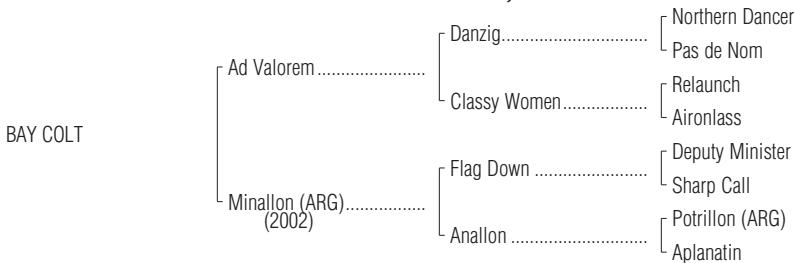 Northern Dancer
Danzig..............................
Pas de Nom
Ad Valorem.......................
Relaunch
Classy Women..................
Aironlass
BAY COLT
Deputy Minister
Flag Down ........................
Sharp Call
Minallon (ARG).................
(2002)
Potrillon (ARG)
Anallon .............................
Aplanatin